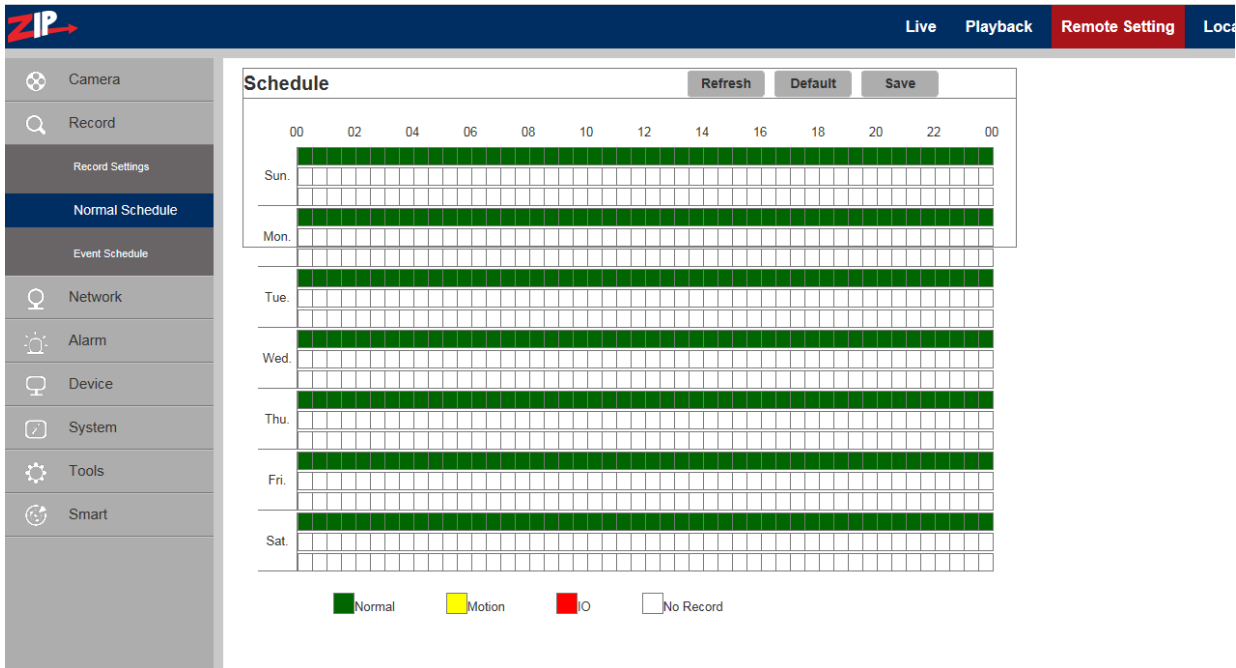 ZIP
Live Playback Remote Setting Loca
Camera
Record
Record Settings
Normal Schedule
Event Schedule
Network
Alarm
Device
System
Tools
Smart
Schedule Refresh Default Save
00 02 04 06 08 10 12 14 16 18 20 22 00
Sun.
Mon.
Tue.
Wed.
Thu.
Fri.
Sat.
Normal Motion IO No Record